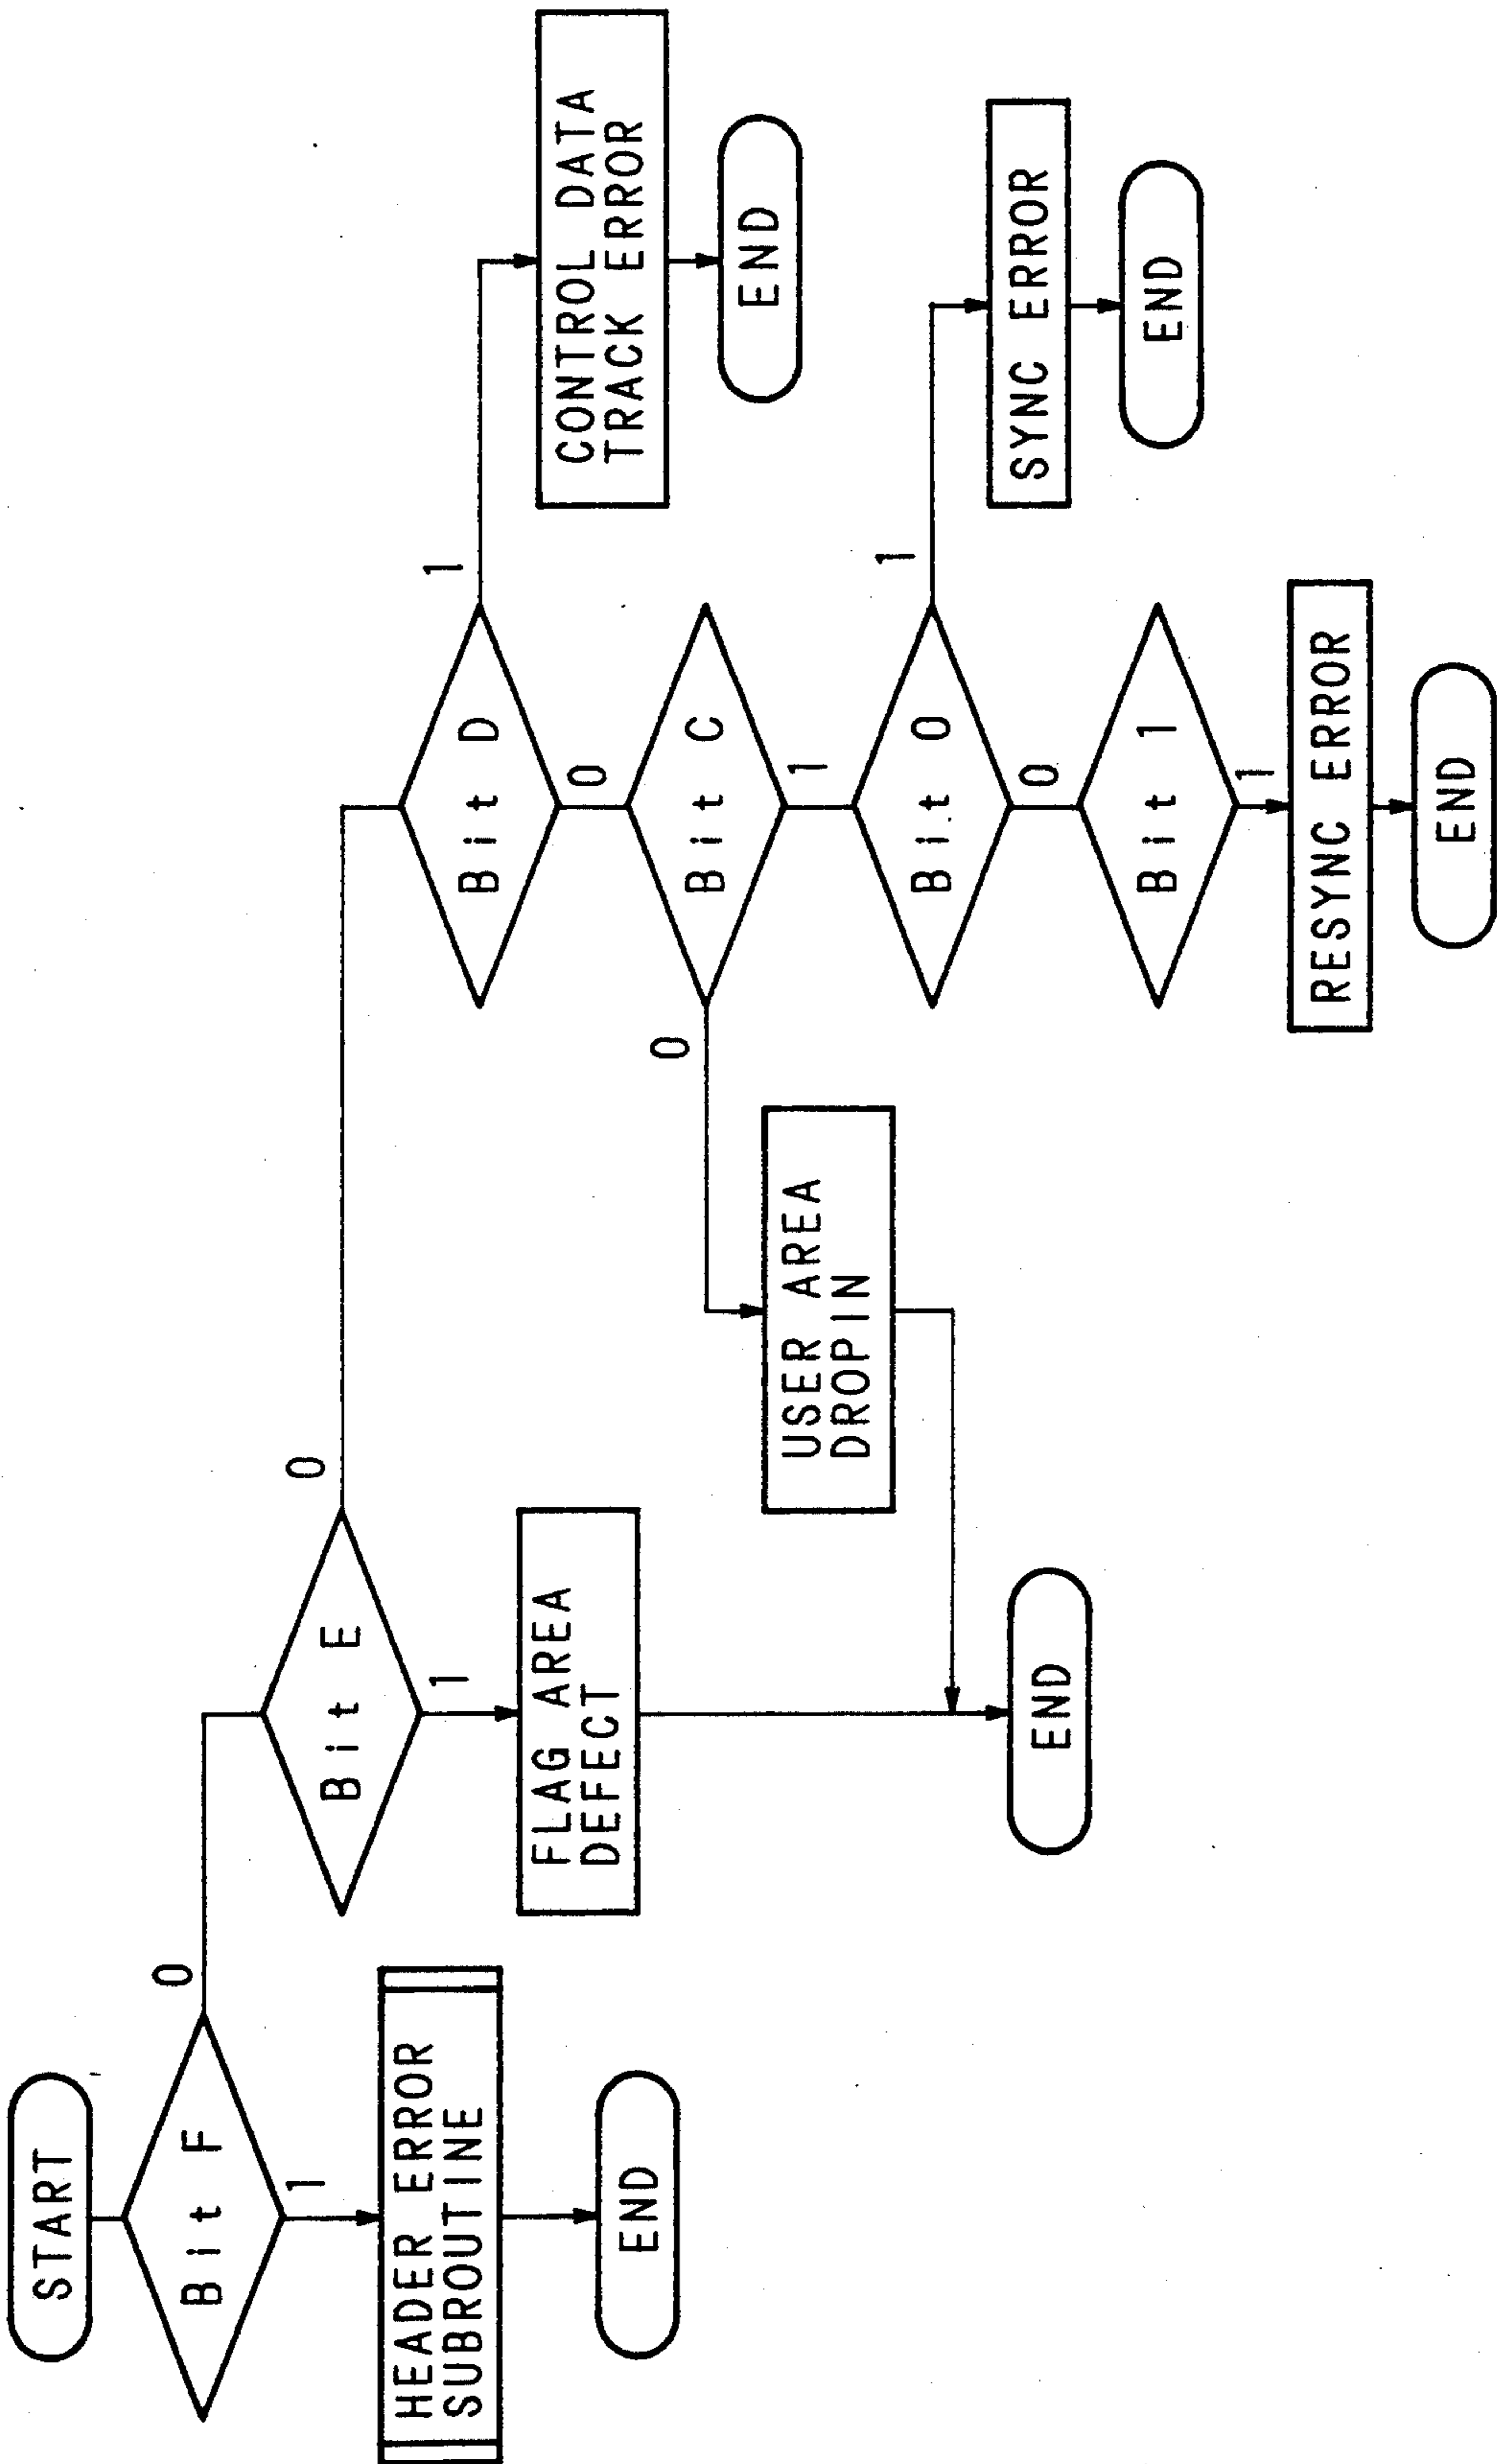 START
Bit F
0
1
HEADER ERROR
SUBROUTINE
END
Bit E
0
1
FLAG AREA
DEFECT
END
Bit D
1
0
CONTROL DATA
TRACK ERROR
END
Bit C
0
1
USER AREA
DROPIN
Bit 0
1
0
SYNC ERROR
END
Bit 1
1
RESYNC ERROR
END